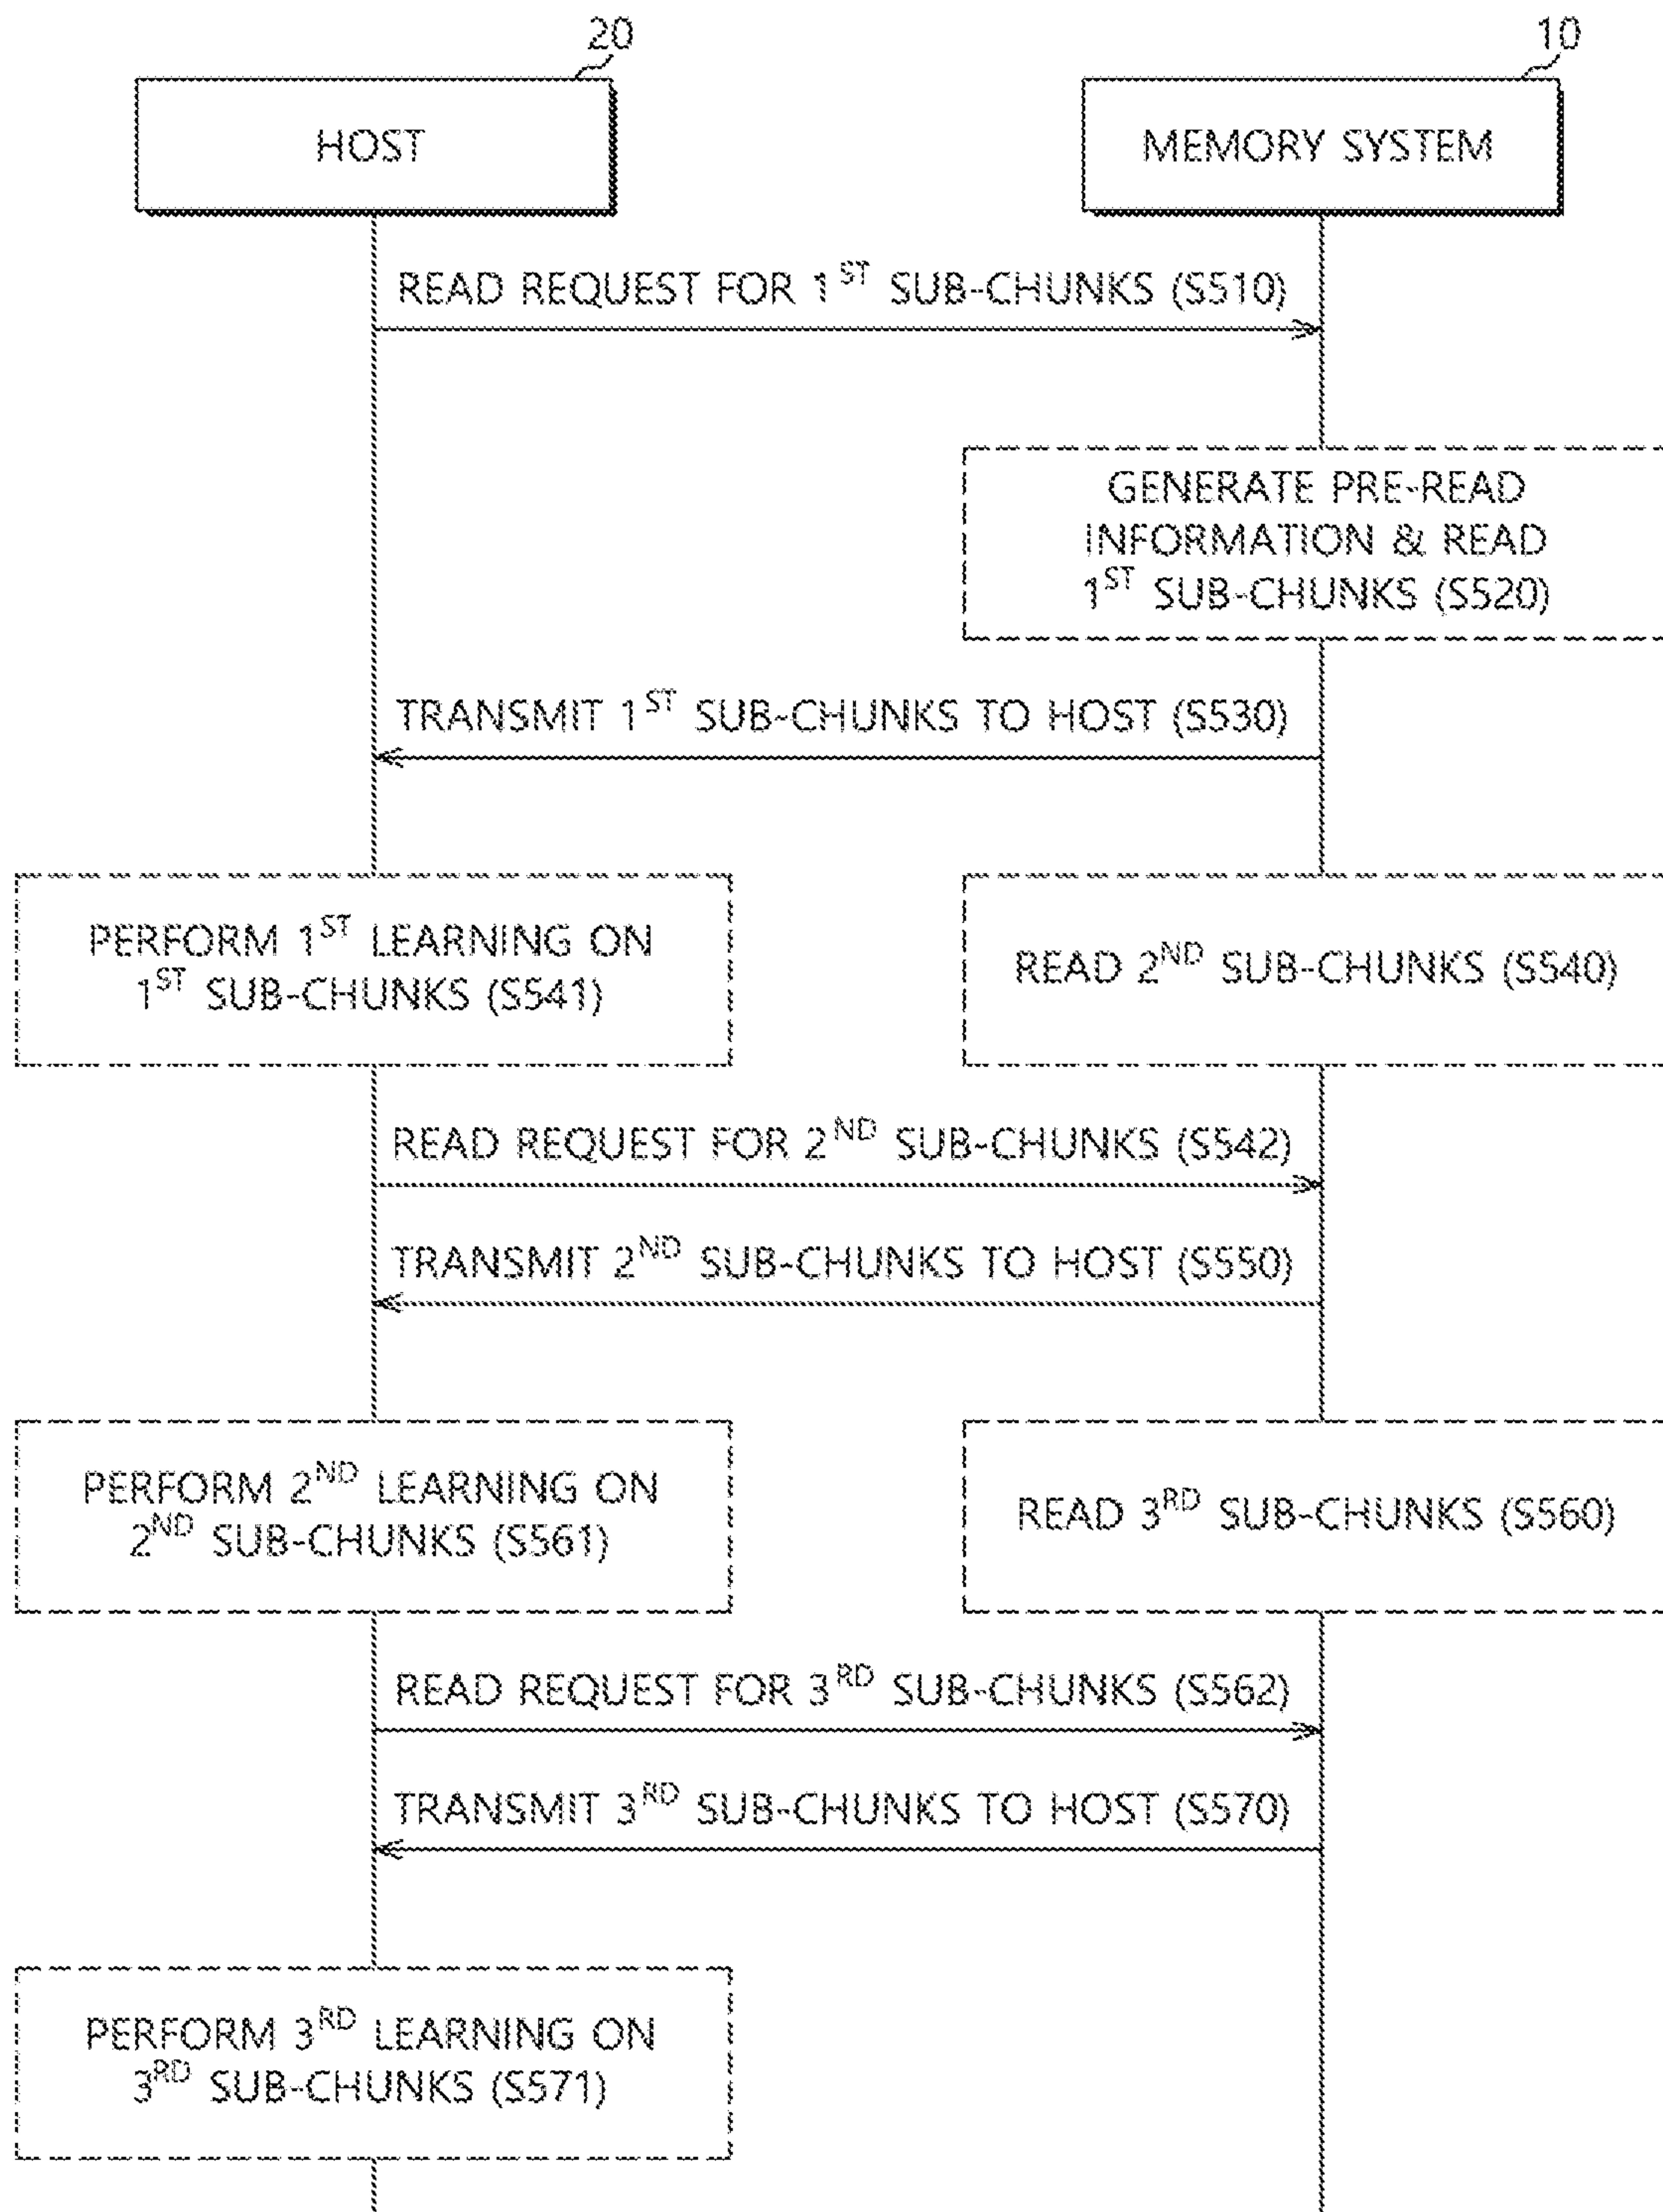 20
10
HOST
MEMORY SYSTEM
READ REQUEST FOR 1ST SUB-CHUNKS (S510)
GENERATE PRE-READ
INFORMATION & READ
1ST SUB-CHUNKS (S520)
TRANSMIT 1ST SUB-CHUNKS TO HOST (S530)
PERFORM 1ST LEARNING ON
1ST SUB-CHUNKS (S541)
READ 2ND SUB-CHUNKS (S540)
READ REQUEST FOR 2ND SUB-CHUNKS (S542)
TRANSMIT 2ND SUB-CHUNKS TO HOST (S550)
PERFORM 2ND LEARNING ON
2ND SUB-CHUNKS (S561)
READ 3RD SUB-CHUNKS (S560)
READ REQUEST FOR 3RD SUB-CHUNKS (S562)
TRANSMIT 3RD SUB-CHUNKS TO HOST (S570)
PERFORM 3RD LEARNING ON
3RD SUB-CHUNKS (S571)